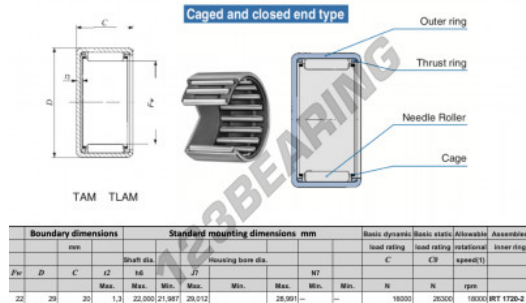 Caged and closed end type
C
Outer ring
Thrust ring
t2
D
Fw
Needle Roller
Cage
TAM TLAM
123BEARING
Boundary dimensions Standard mounting dimensions mm Basic dynamic Basic static Allowable Assembled
mm load rating load rating rotational inner ring
Shaft dia. Housing bore dia. C C0 speed(1)
Fw D C t2 h6 J7 N7
Max. Max. Min. Max. Min. Max. Min. N N rpm
22 29 20 1,3 22,000 21,987 29,012 28,991 -- -- 16000 26300 18000 IRT 1720-2